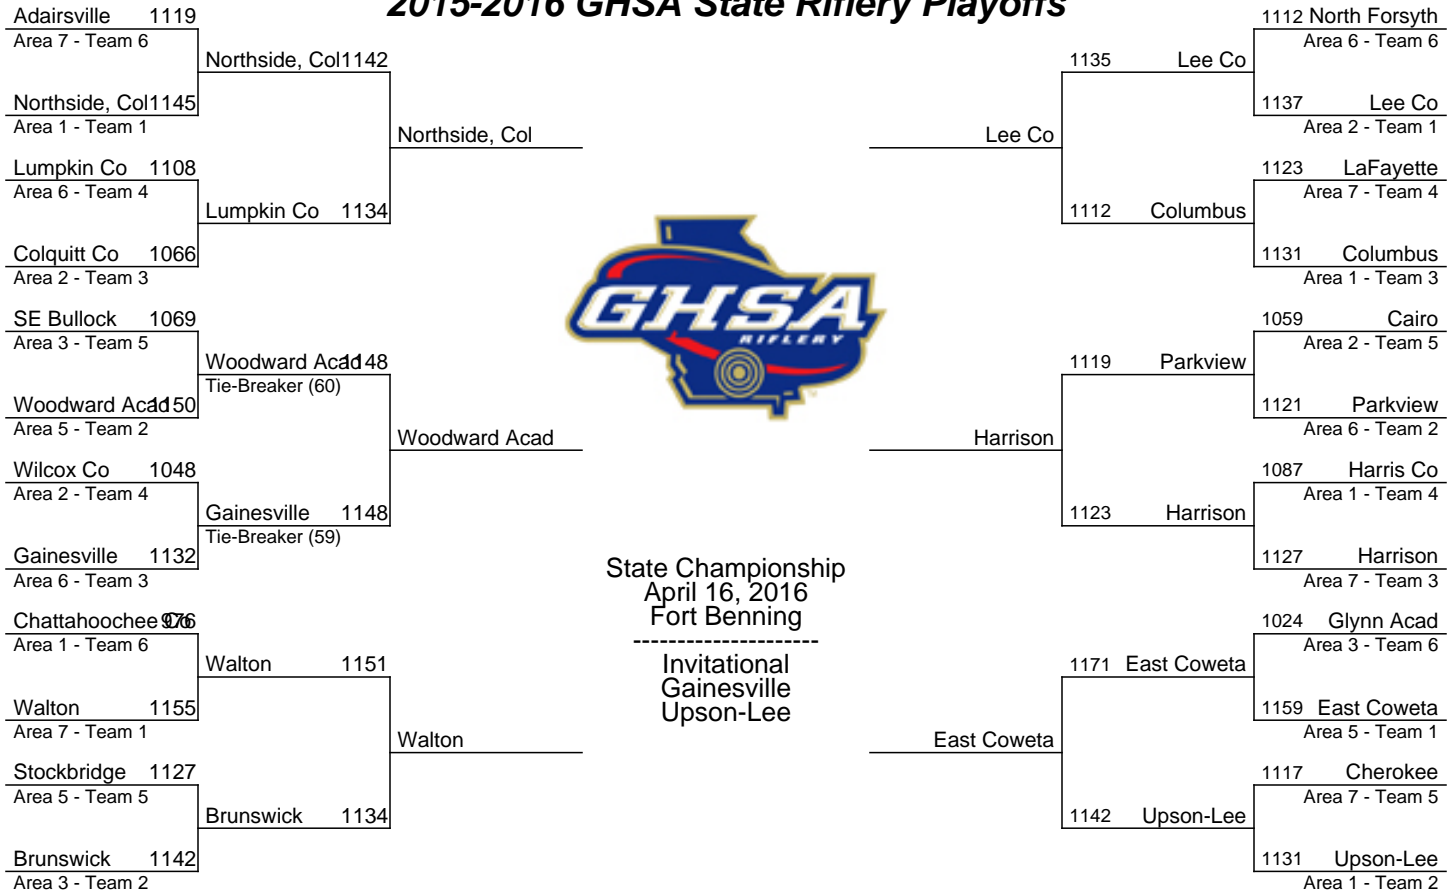 2015-2016 GHSA State Riflery Playoffs
Adairsville 1119
Area 7 - Team 6
Northside, Col 1142
Northside, Col 1145
Area 1 - Team 1
Northside, Col
Lumpkin Co 1108
Area 6 - Team 4
Lumpkin Co 1134
Colquitt Co 1066
Area 2 - Team 3
SE Bullock 1069
Area 3 - Team 5
Woodward Acad 1148
Tie-Breaker (60)
Woodward Acad 1150
Area 5 - Team 2
Woodward Acad
Wilcox Co 1048
Area 2 - Team 4
Gainesville 1148
Tie-Breaker (59)
Gainesville 1132
Area 6 - Team 3
Chattahoochee Co 976
Area 1 - Team 6
Walton 1151
Walton 1155
Area 7 - Team 1
Walton
Stockbridge 1127
Area 5 - Team 5
Brunswick 1134
Brunswick 1142
Area 3 - Team 2
GHSA
RIFLERY
State Championship
April 16, 2016
Fort Benning
---------------------
Invitational
Gainesville
Upson-Lee
1112 North Forsyth
Area 6 - Team 6
1135 Lee Co
1137 Lee Co
Area 2 - Team 1
Lee Co
1123 LaFayette
Area 7 - Team 4
1112 Columbus
1131 Columbus
Area 1 - Team 3
1059 Cairo
Area 2 - Team 5
1119 Parkview
1121 Parkview
Area 6 - Team 2
Harrison
1087 Harris Co
Area 1 - Team 4
1123 Harrison
1127 Harrison
Area 7 - Team 3
1024 Glynn Acad
Area 3 - Team 6
1171 East Coweta
1159 East Coweta
Area 5 - Team 1
East Coweta
1117 Cherokee
Area 7 - Team 5
1142 Upson-Lee
1131 Upson-Lee
Area 1 - Team 2